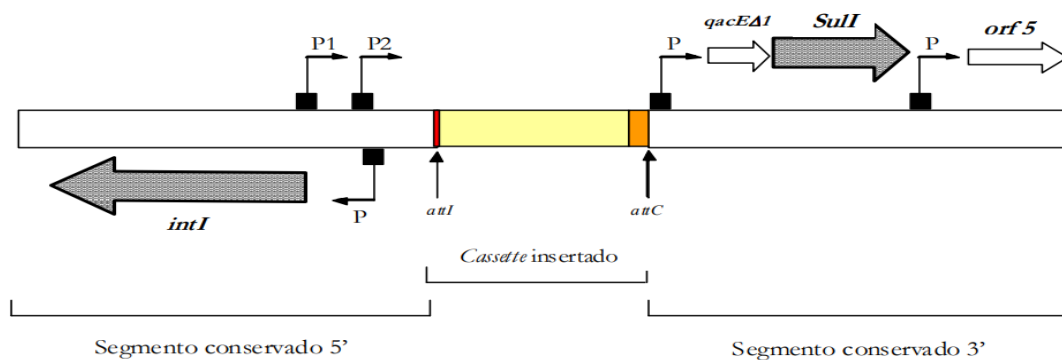 qacEΔ1
SulI
orf 5
P1
P2
P
P
P
intI
attI
attC
Cassette insertado
Segmento conservado 5’
Segmento conservado 3’